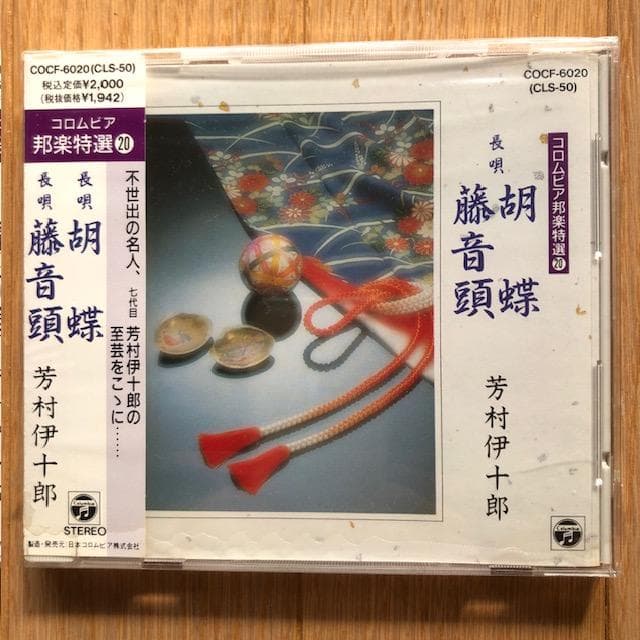 COCF-6020(CLS-50)
税込定価¥2,000
(税抜価格¥1,942)
コロムビア
邦楽特選⑳
長唄 胡蝶
長唄 藤音頭
芳村伊十郎
不世出の名人、七代目 芳村伊十郎の
至芸をこゝに……
Columbia
STEREO
製造・発売元:日本コロムビア株式会社
COCF-6020
(CLS-50)
コロムビア邦楽特選⑳
長唄 胡蝶
藤音頭
芳村伊十郎
Columbia